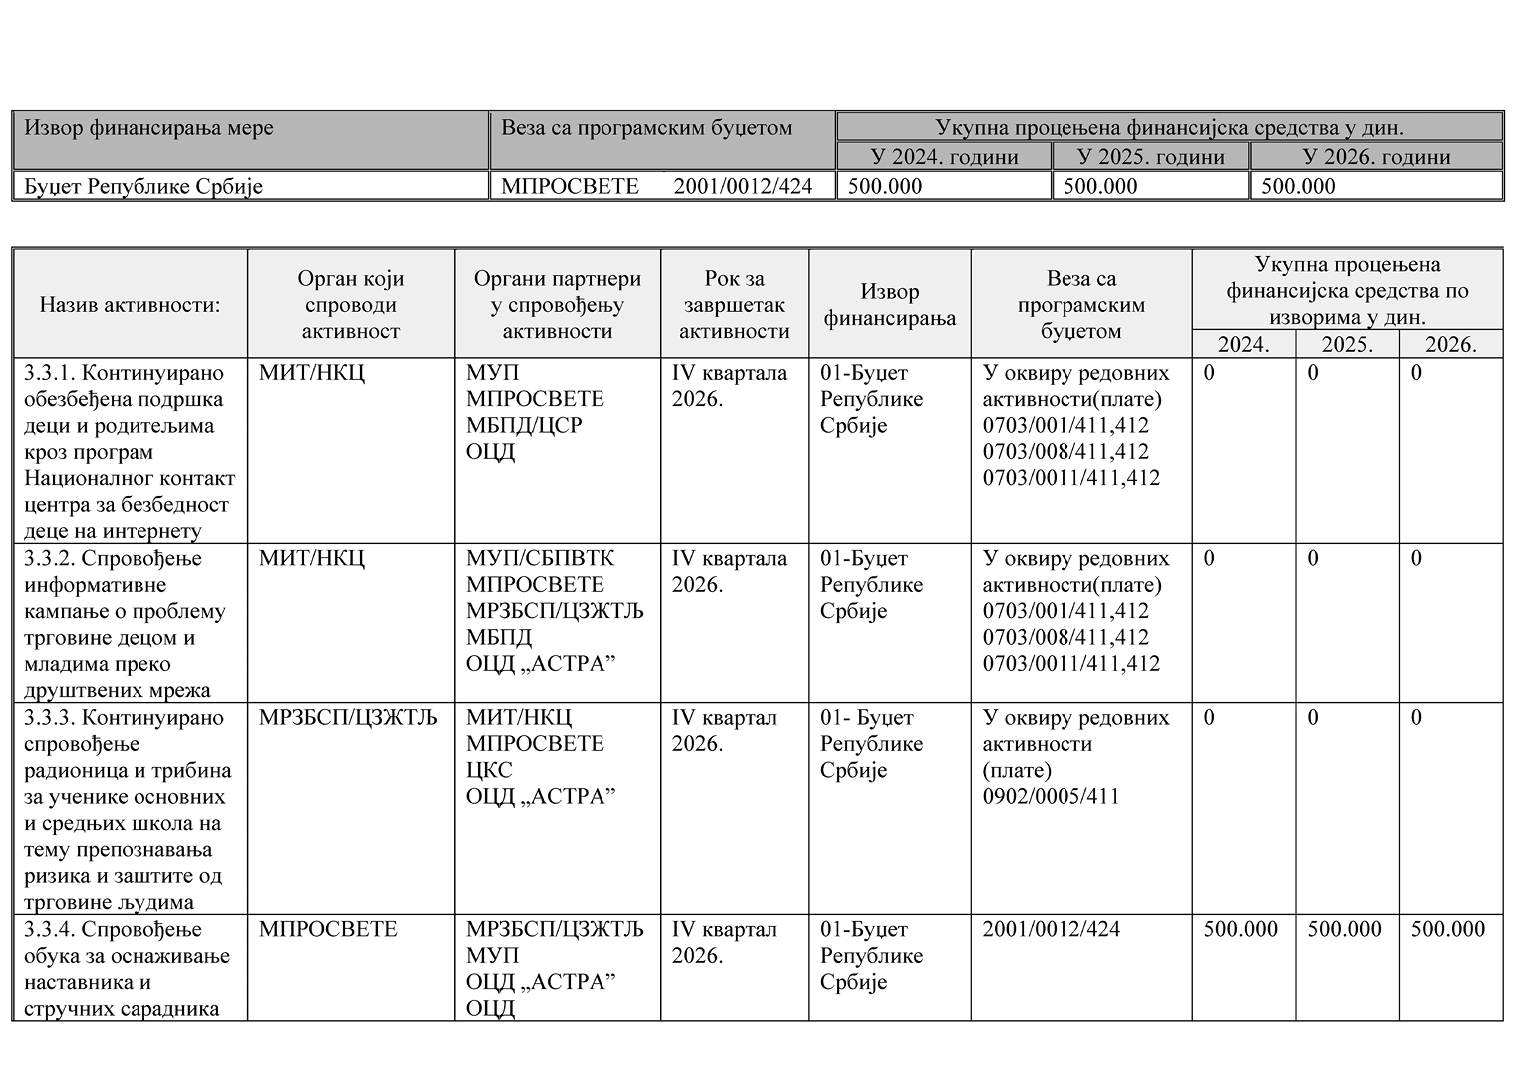 Извор финансирања мере
Веза са програмским буџетом
Укупна процењена финансијска средства у дин.
У 2024. години
У 2025. години
У 2026. години
Буџет Републике Србије
МПРОСВЕТЕ 2001/0012/424
500.000
500.000
500.000
Назив активности:
Орган који
спроводи
активност
Органи партнери
у спровођењу
активности
Рок за
завршетак
активности
Извор
финансирања
Веза са
програмским
буџетом
Укупна процењена
финансијска средства по
изворима у дин.
2024.
2025.
2026.
3.3.1. Континуирано
обезбеђена подршка
деци и родитељима
кроз програм
Националног контакт
центра за безбедност
деце на интернету
МИТ/НКЦ
МУП
МПРОСВЕТЕ
МБПД/ЦСР
ОЦД
IV квартала
2026.
01-Буџет
Републике
Србије
У оквиру редовних
активности(плате)
0703/001/411,412
0703/008/411,412
0703/0011/411,412
0
0
0
3.3.2. Спровођење
информативне
кампање о проблему
трговине децом и
младима преко
друштвених мрежа
МИТ/НКЦ
МУП/СБПВТК
МПРОСВЕТЕ
МРЗБСП/ЦЗЖТЉ
МБПД
ОЦД „АСТРА”
IV квартала
2026.
01-Буџет
Републике
Србије
У оквиру редовних
активности(плате)
0703/001/411,412
0703/008/411,412
0703/0011/411,412
0
0
0
3.3.3. Континуирано
спровођење
радионица и трибина
за ученике основних
и средњих школа на
тему препознавања
ризика и заштите од
трговине људима
МРЗБСП/ЦЗЖТЉ
МИТ/НКЦ
МПРОСВЕТЕ
ЦКС
ОЦД „АСТРА”
IV квартал
2026.
01- Буџет
Републике
Србије
У оквиру редовних
активности
(плате)
0902/0005/411
0
0
0
3.3.4. Спровођење
обука за оснаживање
наставника и
стручних сарадника
МПРОСВЕТЕ
МРЗБСП/ЦЗЖТЉ
МУП
ОЦД „АСТРА”
ОЦД
IV квартал
2026.
01-Буџет
Републике
Србије
2001/0012/424
500.000
500.000
500.000